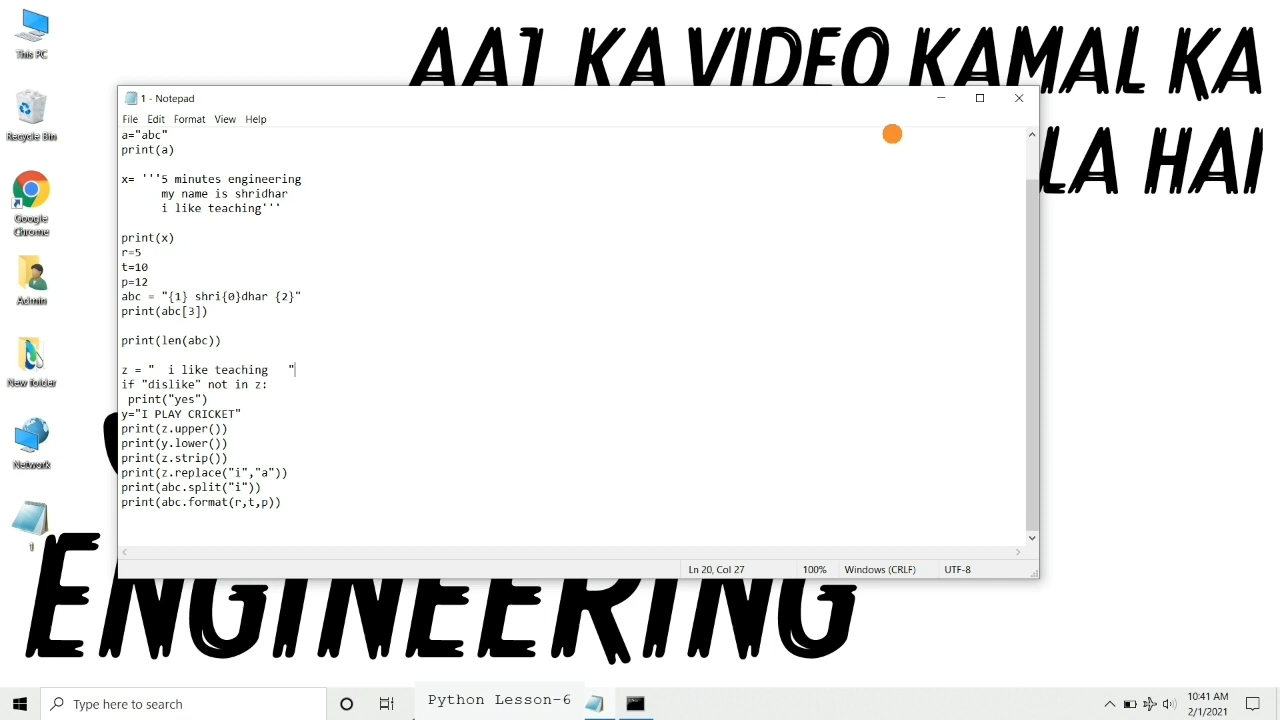 AAJ KA VIDEO KAMAL KA
LA HAI
ENGINEERING
This PC
Recycle Bin
Google
Chrome
Admin
New folder
Network
1
1 - Notepad
File Edit Format View Help
a="abc"
print(a)
x= '''5 minutes engineering
my name is shridhar
i like teaching'''
print(x)
r=5
t=10
p=12
abc = "{1} shri{0}dhar {2}"
print(abc[3])
print(len(abc))
z = "  i like teaching   "
if "dislike" not in z:
 print("yes")
y="I PLAY CRICKET"
print(z.upper())
print(y.lower())
print(z.strip())
print(z.replace("i","a"))
print(abc.split("i"))
print(abc.format(r,t,p))
Ln 20, Col 27 100% Windows (CRLF) UTF-8
Type here to search
Python Lesson-6
10:41 AM
2/1/2021